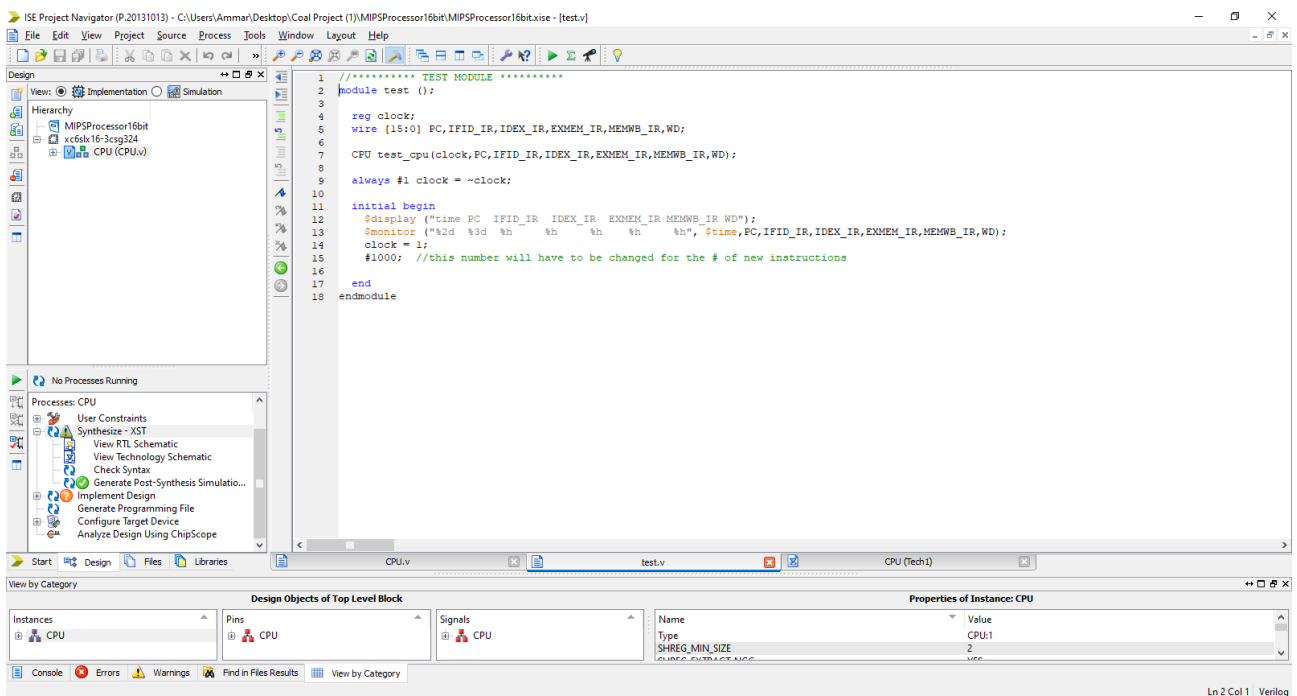 ISE Project Navigator (P.20131013) - C:\Users\Ammar\Desktop\Coal Project (1)\MIPSProcessor16bit\MIPSProcessor16bit.xise - [test.v]
File Edit View Project Source Process Tools Window Layout Help
Design
View: Implementation Simulation
Hierarchy
MIPSProcessor16bit
xc6slx16-3csg324
CPU (CPU.v)
No Processes Running
Processes: CPU
User Constraints
Synthesize - XST
View RTL Schematic
View Technology Schematic
Check Syntax
Generate Post-Synthesis Simulatio...
Implement Design
Generate Programming File
Configure Target Device
Analyze Design Using ChipScope
Start Design Files Libraries
1 //********** TEST MODULE **********
2 module test ();
3
4 reg clock;
5 wire [15:0] PC,IFID_IR,IDEX_IR,EXMEM_IR,MEMWB_IR,WD;
6
7 CPU test_cpu(clock,PC,IFID_IR,IDEX_IR,EXMEM_IR,MEMWB_IR,WD);
8
9 always #1 clock = ~clock;
10
11 initial begin
12 $display ("time PC IFID_IR IDEX_IR EXMEM_IR MEMWB_IR WD");
13 $monitor ("%2d %3d %h %h %h %h %h", $time,PC,IFID_IR,IDEX_IR,EXMEM_IR,MEMWB_IR,WD);
14 clock = 1;
15 #1000; //this number will have to be changed for the # of new instructions
16
17 end
18 endmodule
CPU.v test.v CPU (Tech1)
View by Category
Design Objects of Top Level Block
Instances Pins Signals
CPU CPU CPU
Properties of Instance: CPU
Name Value
Type CPU:1
SHREG_MIN_SIZE 2
Console Errors Warnings Find in Files Results View by Category
Ln 2 Col 1 Verilog